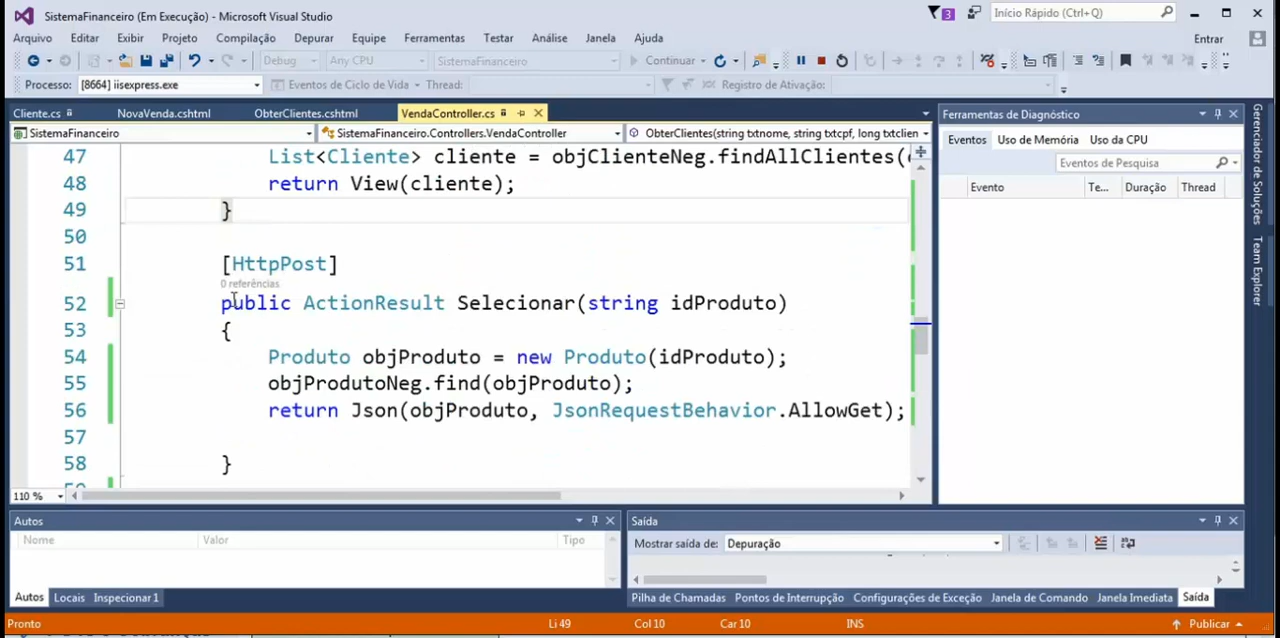 SistemaFinanceiro (Em Execução) - Microsoft Visual Studio
3
Início Rápido (Ctrl+Q)
Arquivo Editar Exibir Projeto Compilação Depurar Equipe Ferramentas Testar Análise Janela Ajuda
Entrar
Debug Any CPU SistemaFinanceiro Continuar
Processo: [8664] iisexpress.exe Eventos de Ciclo de Vida Thread: Registro de Ativação:
Cliente.cs NovaVenda.cshtml ObterClientes.cshtml VendaController.cs
SistemaFinanceiro SistemaFinanceiro.Controllers.VendaController ObterClientes(string txtnome, string txtcpf, long txtclien
47 List<Cliente> cliente = objClienteNeg.findAllClientes(
48 return View(cliente);
49 }
50
51 [HttpPost]
0 referências
52 public ActionResult Selecionar(string idProduto)
53 {
54 Produto objProduto = new Produto(idProduto);
55 objProdutoNeg.find(objProduto);
56 return Json(objProduto, JsonRequestBehavior.AllowGet);
57
58 }
110 %
Ferramentas de Diagnóstico
Eventos Uso de Memória Uso da CPU
Eventos de Pesquisa
Evento Te... Duração Thread
Gerenciador de Soluções
Team Explorer
Autos
Nome Valor Tipo
Autos Locais Inspecionar 1
Saída
Mostrar saída de: Depuração
Pilha de Chamadas Pontos de Interrupção Configurações de Exceção Janela de Comando Janela Imediata Saída
Pronto Li 49 Col 10 Car 10 INS Publicar